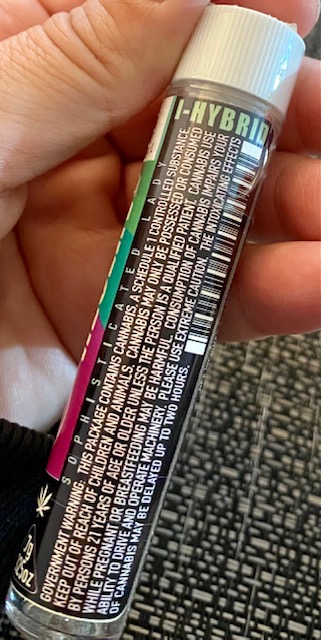 I-HYBRID
SOPHISTICATED LADY
GOVERNMENT WARNING: THIS PACKAGE CONTAINS CANNABIS, A SCHEDULE 1 CONTROLLED SUBSTANCE.
KEEP OUT OF REACH OF CHILDREN AND ANIMALS. CANNABIS MAY ONLY BE POSSESSED OR CONSUMED
BY PERSONS 21 YEARS OF AGE OR OLDER UNLESS THE PERSON IS A QUALIFIED PATIENT. CANNABIS USE
WHILE PREGNANT OR BREASTFEEDING MAY BE HARMFUL. CONSUMPTION OF CANNABIS IMPAIRS YOUR
ABILITY TO DRIVE AND OPERATE MACHINERY. PLEASE USE EXTREME CAUTION. THE INTOXICATING EFFECTS
OF CANNABIS MAY BE DELAYED UP TO TWO HOURS.
1g